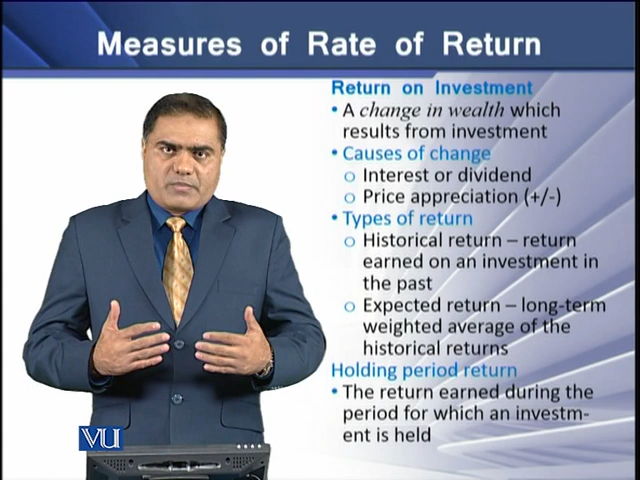 Measures of Rate of Return
Return on Investment
• A change in wealth which
results from investment
• Causes of change
o Interest or dividend
o Price appreciation (+/-)
• Types of return
o Historical return – return
earned on an investment in
the past
o Expected return – long-term
weighted average of the
historical returns
Holding period return
• The return earned during the
period for which an investm-
ent is held
VU